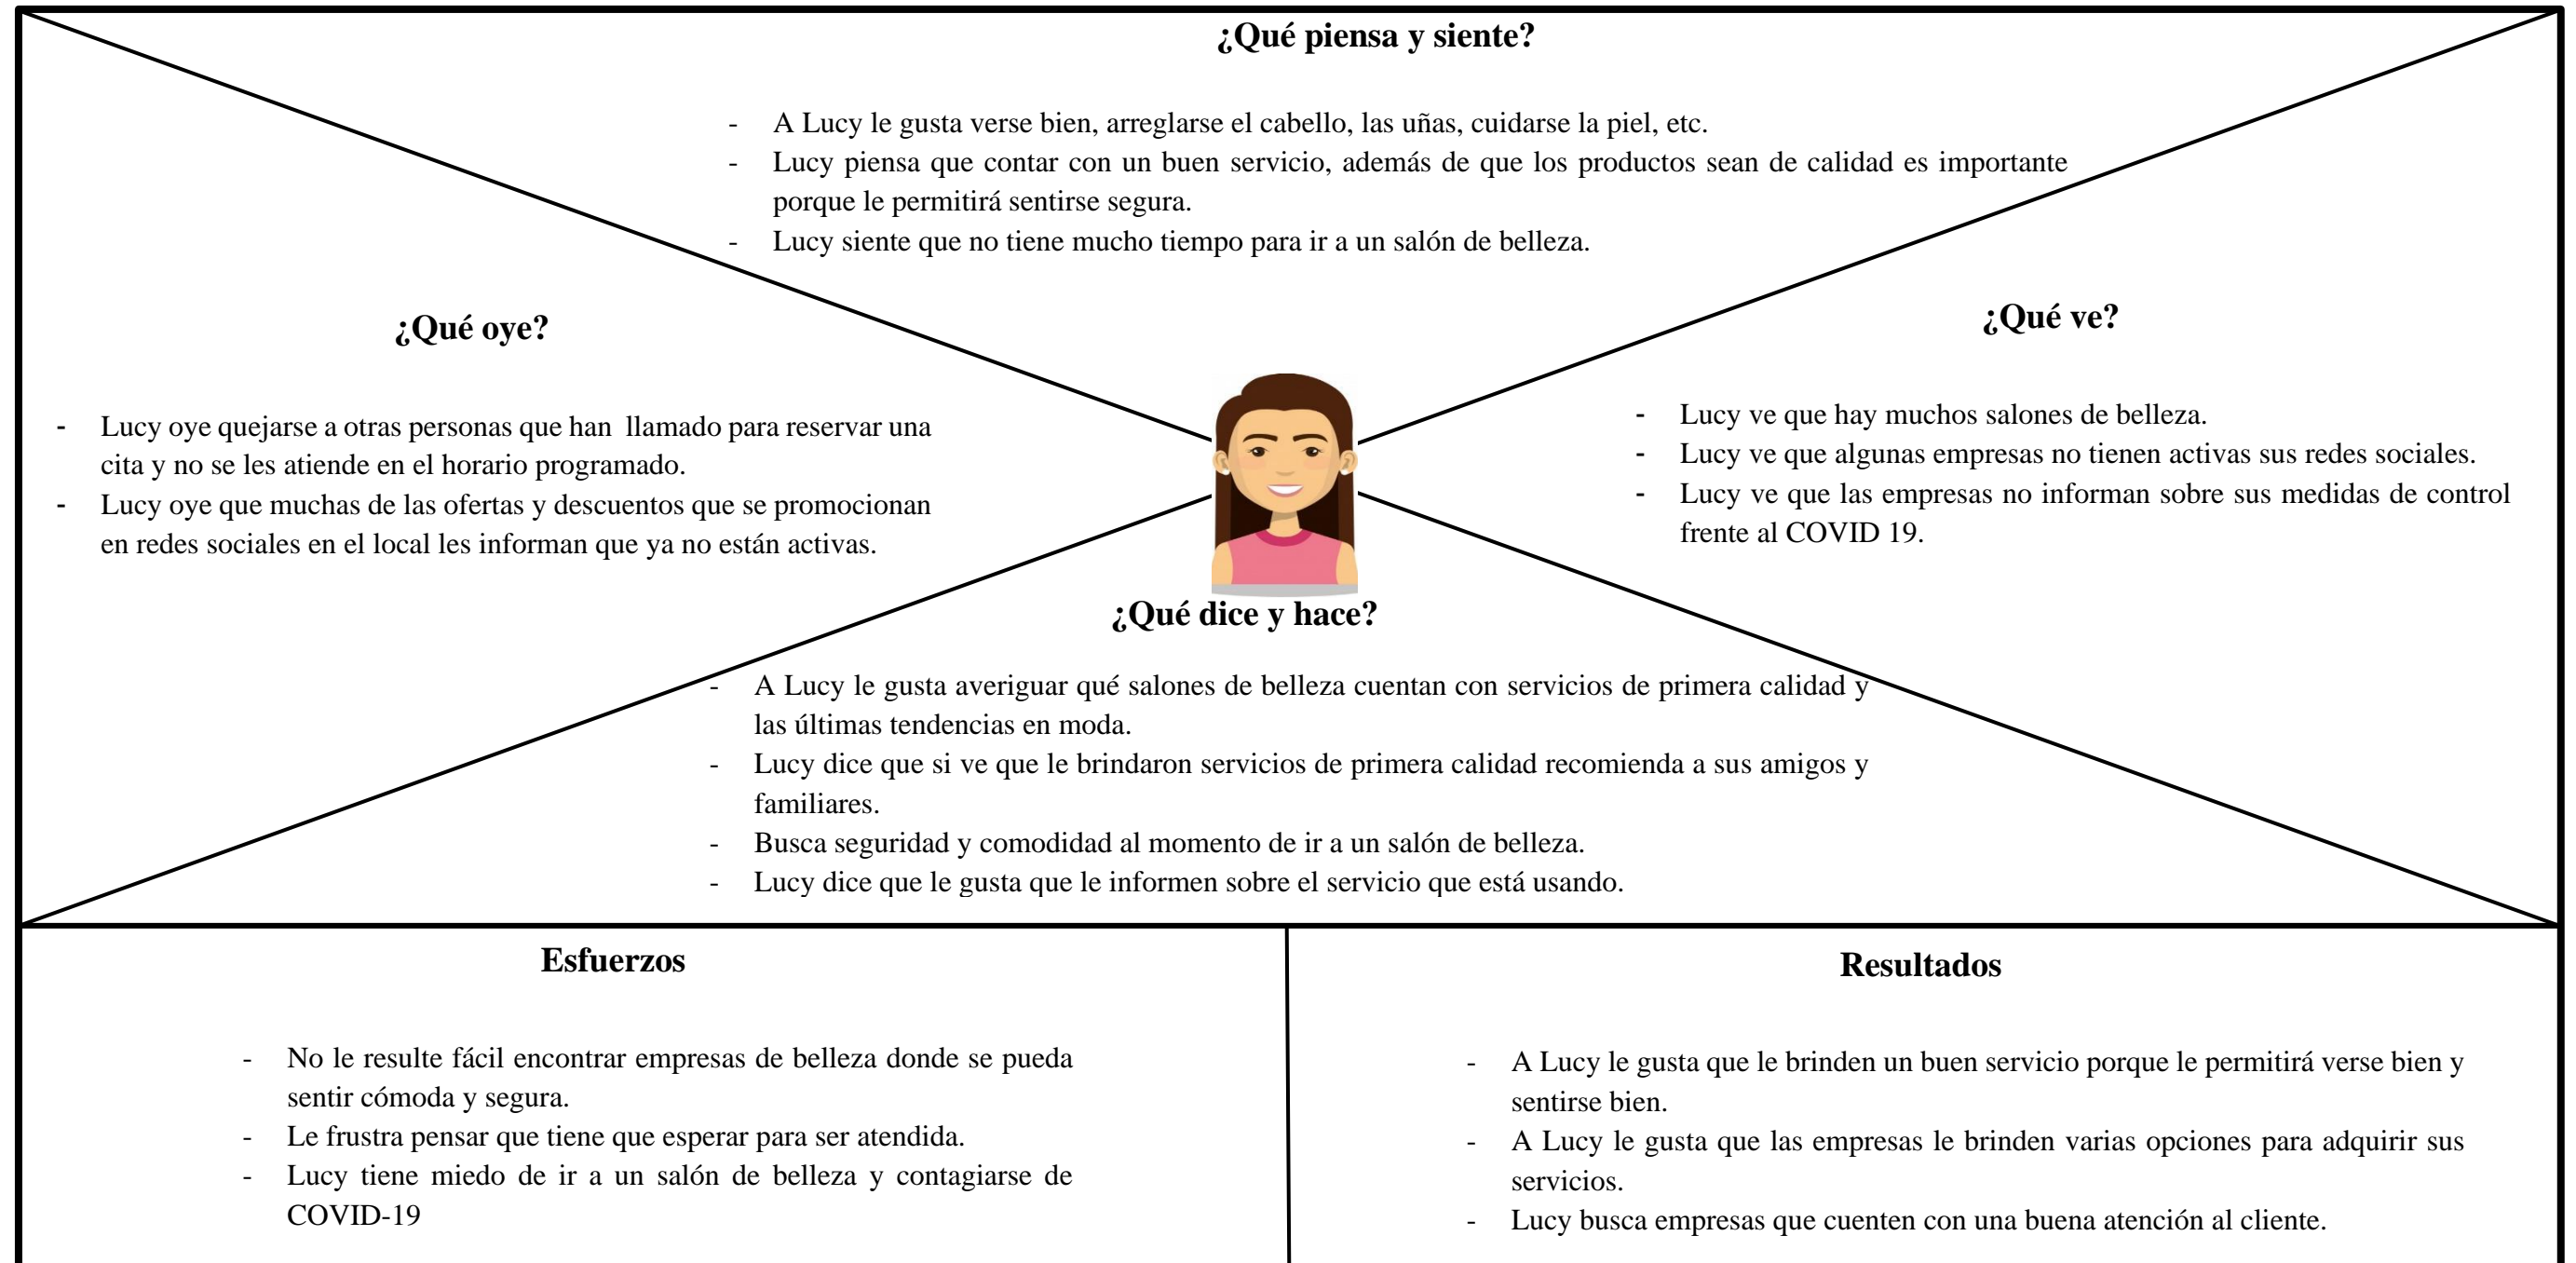 ¿Qué piensa y siente?
- A Lucy le gusta verse bien, arreglarse el cabello, las uñas, cuidarse la piel, etc.
- Lucy piensa que contar con un buen servicio, además de que los productos sean de calidad es importante
porque le permitirá sentirse segura.
- Lucy siente que no tiene mucho tiempo para ir a un salón de belleza.
¿Qué oye?
- Lucy oye quejarse a otras personas que han llamado para reservar una
cita y no se les atiende en el horario programado.
- Lucy oye que muchas de las ofertas y descuentos que se promocionan
en redes sociales en el local les informan que ya no están activas.
¿Qué ve?
- Lucy ve que hay muchos salones de belleza.
- Lucy ve que algunas empresas no tienen activas sus redes sociales.
- Lucy ve que las empresas no informan sobre sus medidas de control
frente al COVID 19.
¿Qué dice y hace?
- A Lucy le gusta averiguar qué salones de belleza cuentan con servicios de primera calidad y
las últimas tendencias en moda.
- Lucy dice que si ve que le brindaron servicios de primera calidad recomienda a sus amigos y
familiares.
- Busca seguridad y comodidad al momento de ir a un salón de belleza.
- Lucy dice que le gusta que le informen sobre el servicio que está usando.
Esfuerzos
- No le resulte fácil encontrar empresas de belleza donde se pueda
sentir cómoda y segura.
- Le frustra pensar que tiene que esperar para ser atendida.
- Lucy tiene miedo de ir a un salón de belleza y contagiarse de
COVID-19
Resultados
- A Lucy le gusta que le brinden un buen servicio porque le permitirá verse bien y
sentirse bien.
- A Lucy le gusta que las empresas le brinden varias opciones para adquirir sus
servicios.
- Lucy busca empresas que cuenten con una buena atención al cliente.